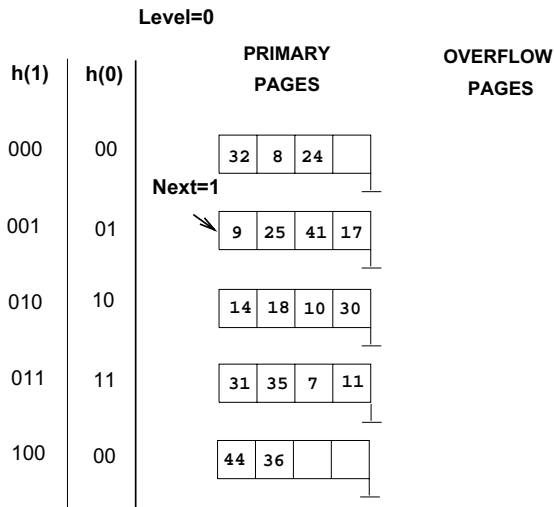 Level=0
h(1) h(0) PRIMARY PAGES OVERFLOW PAGES
000 00 32 8 24
Next=1
001 01 9 25 41 17
010 10 14 18 10 30
011 11 31 35 7 11
100 00 44 36